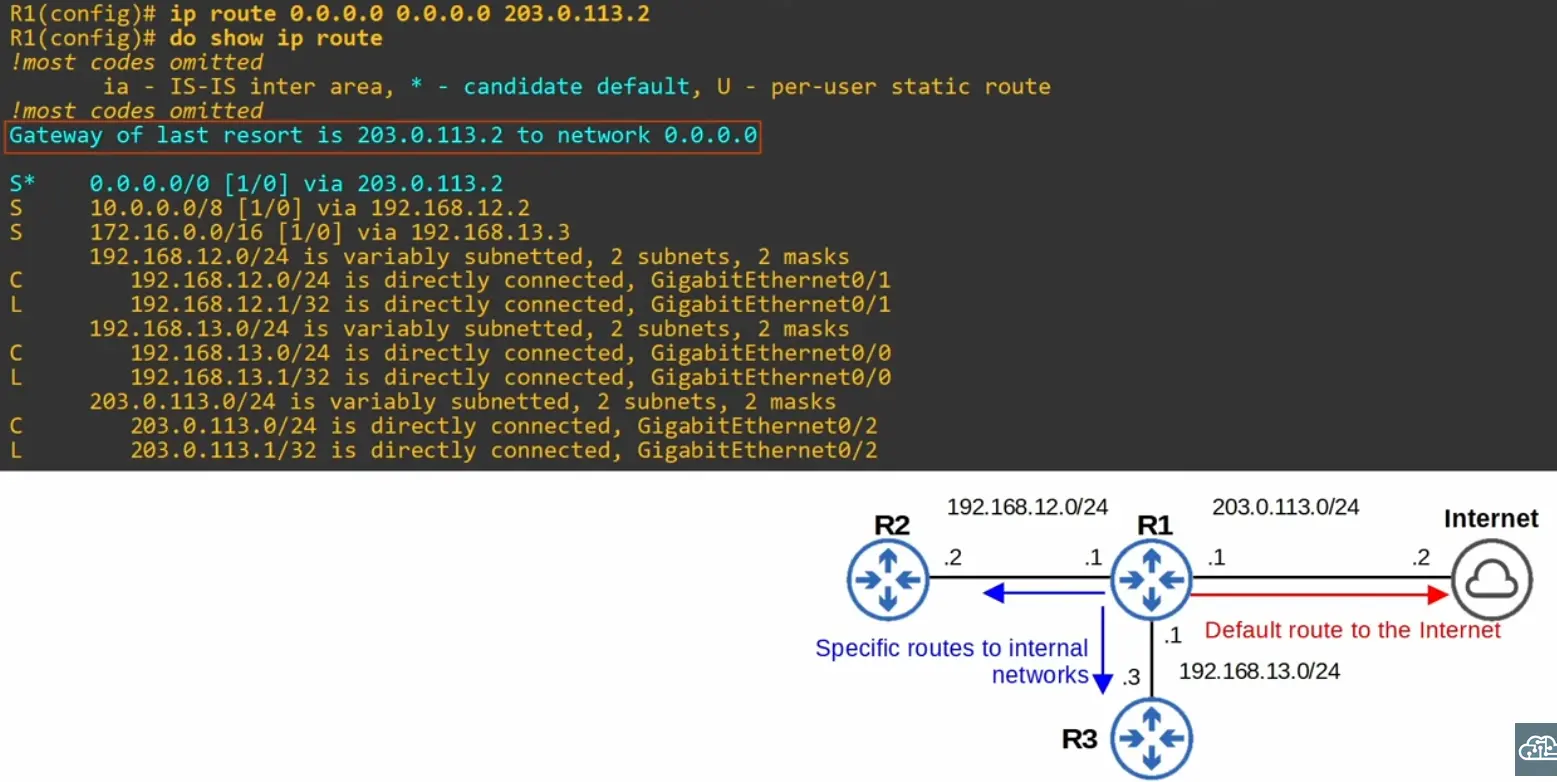 R1(config)# ip route 0.0.0.0 0.0.0.0 203.0.113.2
R1(config)# do show ip route
!most codes omitted
ia - IS-IS inter area, * - candidate default, U - per-user static route
!most codes omitted
Gateway of last resort is 203.0.113.2 to network 0.0.0.0
S* 0.0.0.0/0 [1/0] via 203.0.113.2
S 10.0.0.0/8 [1/0] via 192.168.12.2
S 172.16.0.0/16 [1/0] via 192.168.13.3
192.168.12.0/24 is variably subnetted, 2 subnets, 2 masks
C 192.168.12.0/24 is directly connected, GigabitEthernet0/1
L 192.168.12.1/32 is directly connected, GigabitEthernet0/1
192.168.13.0/24 is variably subnetted, 2 subnets, 2 masks
C 192.168.13.0/24 is directly connected, GigabitEthernet0/0
L 192.168.13.1/32 is directly connected, GigabitEthernet0/0
203.0.113.0/24 is variably subnetted, 2 subnets, 2 masks
C 203.0.113.0/24 is directly connected, GigabitEthernet0/2
L 203.0.113.1/32 is directly connected, GigabitEthernet0/2
R2
192.168.12.0/24
R1
203.0.113.0/24
Internet
.2
.1
.1
.2
Specific routes to internal
networks
.1
Default route to the Internet
192.168.13.0/24
.3
R3